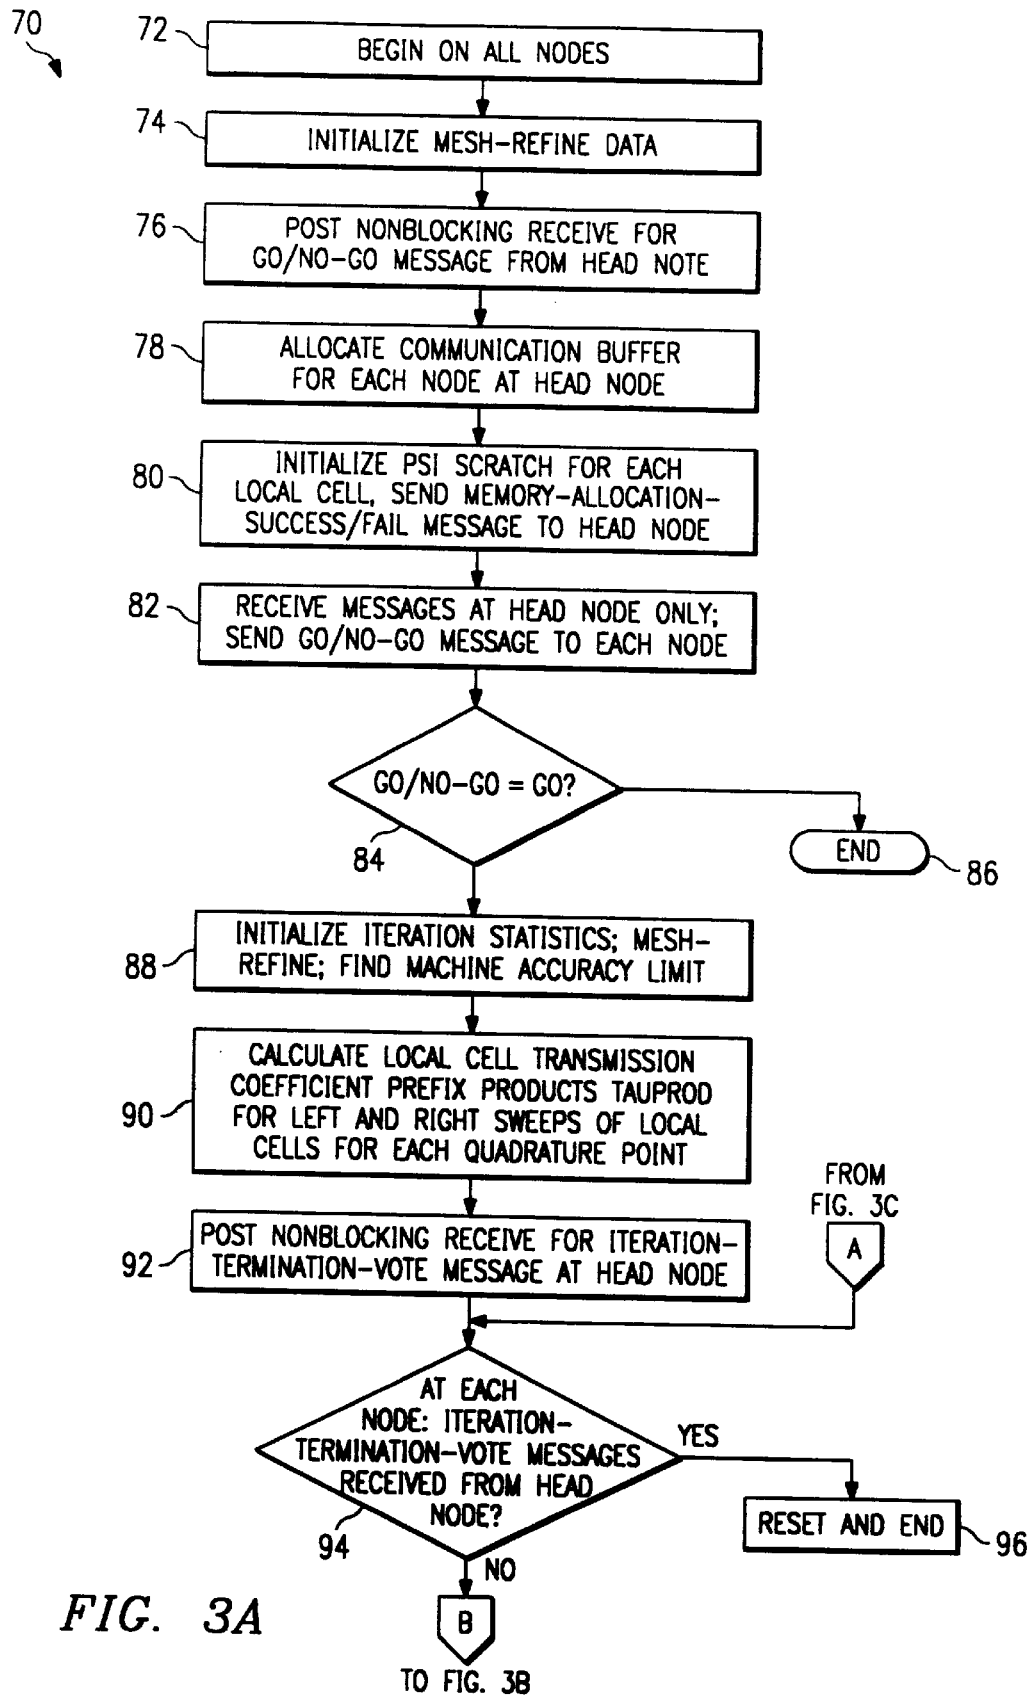 70
72
BEGIN ON ALL NODES
74
INITIALIZE MESH-REFINE DATA
76
POST NONBLOCKING RECEIVE FOR
GO/NO-GO MESSAGE FROM HEAD NOTE
78
ALLOCATE COMMUNICATION BUFFER
FOR EACH NODE AT HEAD NODE
80
INITIALIZE PSI SCRATCH FOR EACH
LOCAL CELL, SEND MEMORY-ALLOCATION-
SUCCESS/FAIL MESSAGE TO HEAD NODE
82
RECEIVE MESSAGES AT HEAD NODE ONLY;
SEND GO/NO-GO MESSAGE TO EACH NODE
GO/NO-GO = GO?
84
END
86
88
INITIALIZE ITERATION STATISTICS; MESH-
REFINE; FIND MACHINE ACCURACY LIMIT
90
CALCULATE LOCAL CELL TRANSMISSION
COEFFICIENT PREFIX PRODUCTS TAUPROD
FOR LEFT AND RIGHT SWEEPS OF LOCAL
CELLS FOR EACH QUADRATURE POINT
FROM
FIG. 3C
A
92
POST NONBLOCKING RECEIVE FOR ITERATION-
TERMINATION-VOTE MESSAGE AT HEAD NODE
AT EACH
NODE: ITERATION-
TERMINATION-VOTE MESSAGES
RECEIVED FROM HEAD
NODE?
94
YES
RESET AND END
96
NO
B
TO FIG. 3B
FIG. 3A